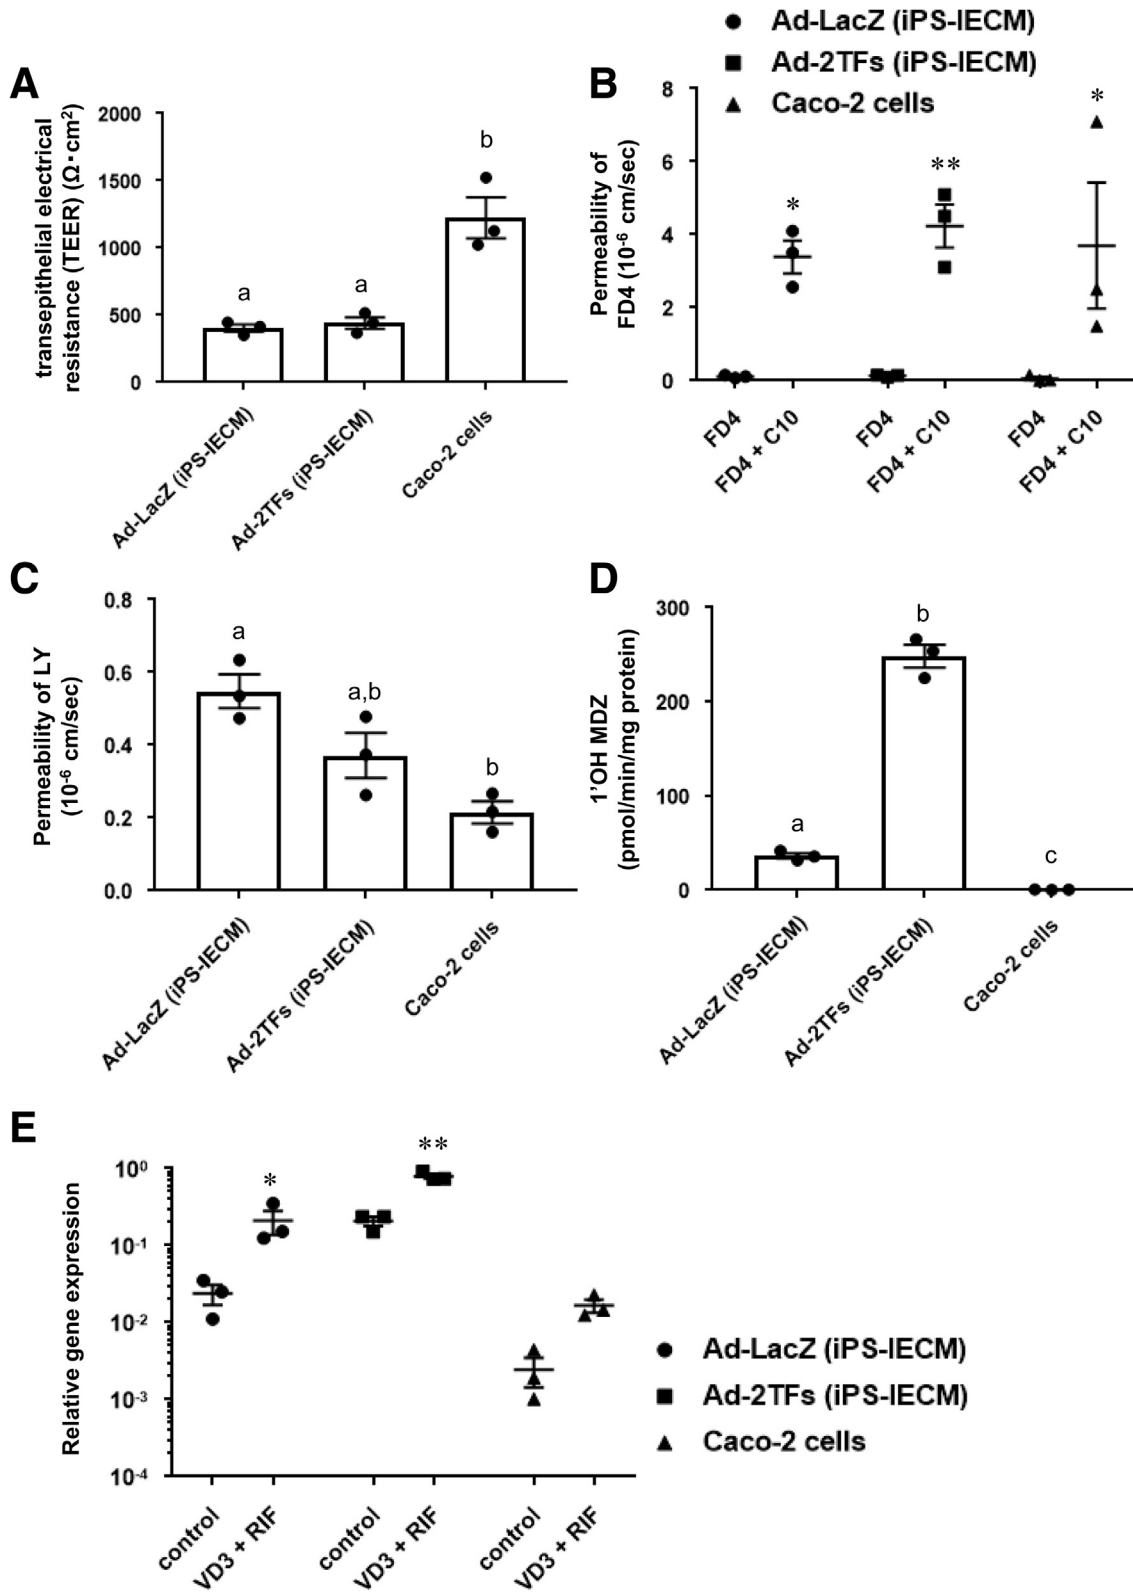 A
transepithelial electrical
resistance (TEER) (Ω·cm²)
2000
1500
1000
500
0
a
a
b
Ad-LacZ (iPS-IECM)
Ad-2TFs (iPS-IECM)
Caco-2 cells
B
Ad-LacZ (iPS-IECM)
Ad-2TFs (iPS-IECM)
Caco-2 cells
Permeability of
FD4 (10⁻⁶ cm/sec)
8
6
4
2
0
*
**
*
FD4
FD4 + C10
FD4
FD4 + C10
FD4
FD4 + C10
C
Permeability of LY
(10⁻⁶ cm/sec)
0.8
0.6
0.4
0.2
0.0
a
a,b
b
Ad-LacZ (iPS-IECM)
Ad-2TFs (iPS-IECM)
Caco-2 cells
D
1'OH MDZ
(pmol/min/mg protein)
300
200
100
0
a
b
c
Ad-LacZ (iPS-IECM)
Ad-2TFs (iPS-IECM)
Caco-2 cells
E
Relative gene expression
10⁰
10⁻¹
10⁻²
10⁻³
10⁻⁴
*
**
control
VD3 + RIF
control
VD3 + RIF
control
VD3 + RIF
Ad-LacZ (iPS-IECM)
Ad-2TFs (iPS-IECM)
Caco-2 cells